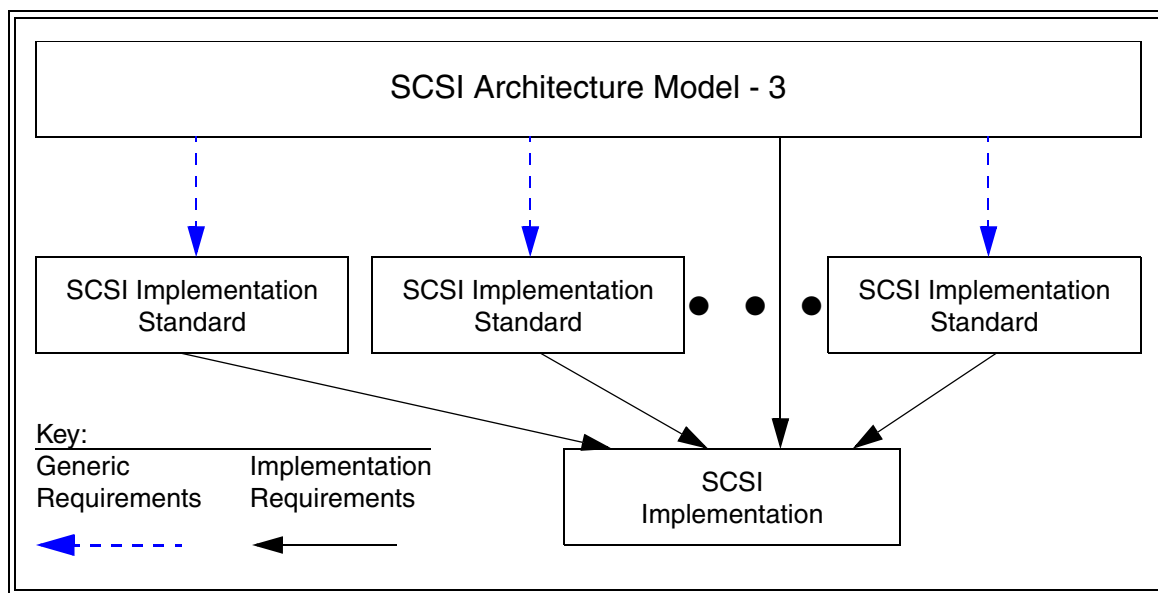 SCSI Architecture Model - 3
SCSI Implementation
Standard
SCSI Implementation
Standard
SCSI Implementation
Standard
Key:
Generic
Requirements
Implementation
Requirements
SCSI
Implementation